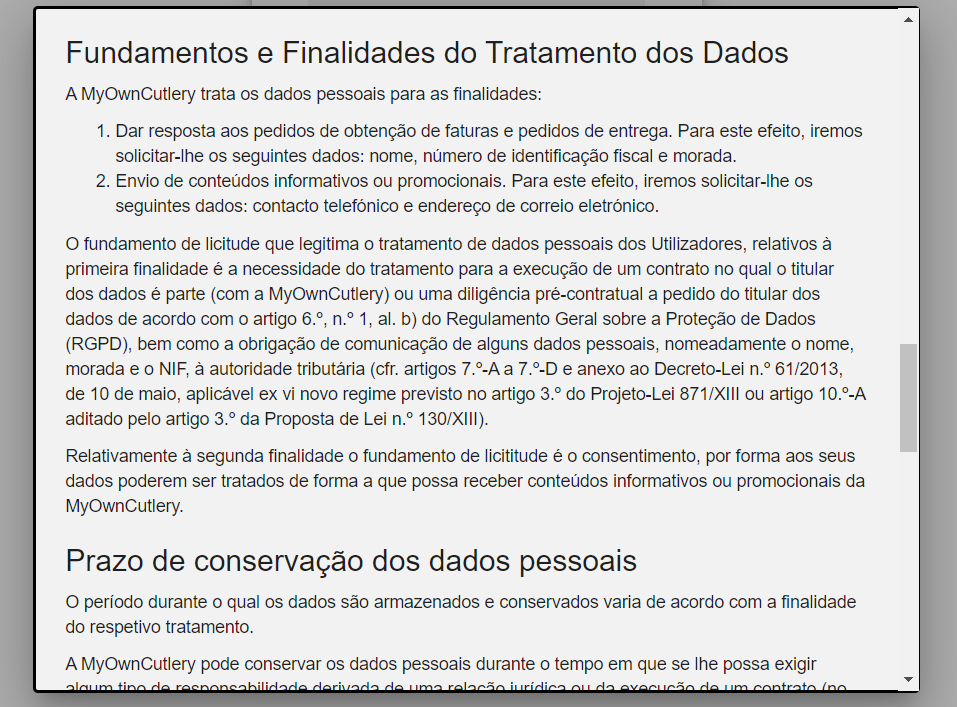 Fundamentos e Finalidades do Tratamento dos Dados
A MyOwnCutlery trata os dados pessoais para as finalidades:
1. Dar resposta aos pedidos de obtenção de faturas e pedidos de entrega. Para este efeito, iremos
solicitar-lhe os seguintes dados: nome, número de identificação fiscal e morada.
2. Envio de conteúdos informativos ou promocionais. Para este efeito, iremos solicitar-lhe os
seguintes dados: contacto telefónico e endereço de correio eletrónico.
O fundamento de licitude que legitima o tratamento de dados pessoais dos Utilizadores, relativos à
primeira finalidade é a necessidade do tratamento para a execução de um contrato no qual o titular
dos dados é parte (com a MyOwnCutlery) ou uma diligência pré-contratual a pedido do titular dos
dados de acordo com o artigo 6.º, n.º 1, al. b) do Regulamento Geral sobre a Proteção de Dados
(RGPD), bem como a obrigação de comunicação de alguns dados pessoais, nomeadamente o nome,
morada e o NIF, à autoridade tributária (cfr. artigos 7.º-A a 7.º-D e anexo ao Decreto-Lei n.º 61/2013,
de 10 de maio, aplicável ex vi novo regime previsto no artigo 3.º do Projeto-Lei 871/XIII ou artigo 10.º-A
aditado pelo artigo 3.º da Proposta de Lei n.º 130/XIII).
Relativamente à segunda finalidade o fundamento de licititude é o consentimento, por forma aos seus
dados poderem ser tratados de forma a que possa receber conteúdos informativos ou promocionais da
MyOwnCutlery.
Prazo de conservação dos dados pessoais
O período durante o qual os dados são armazenados e conservados varia de acordo com a finalidade
do respetivo tratamento.
A MyOwnCutlery pode conservar os dados pessoais durante o tempo em que se lhe possa exigir
algum tipo de responsabilidade derivada de uma relação jurídica ou da execução de um contrato (no